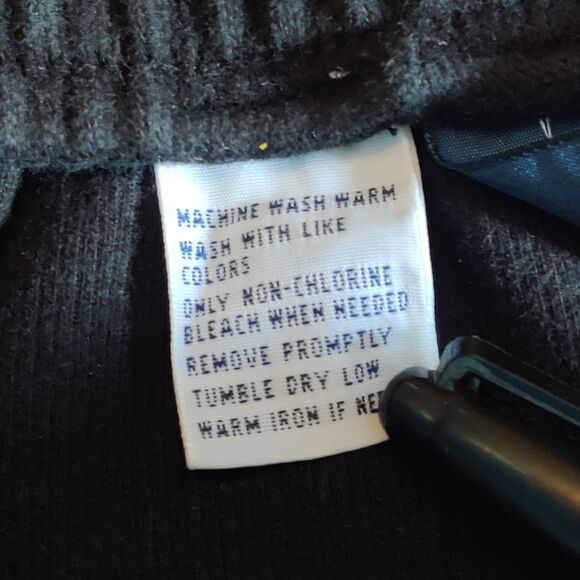 MACHINE WASH WARM
WASH WITH LIKE
COLORS
ONLY NON-CHLORINE
BLEACH WHEN NEEDED
REMOVE PROMPTLY
TUMBLE DRY LOW
WARM IRON IF